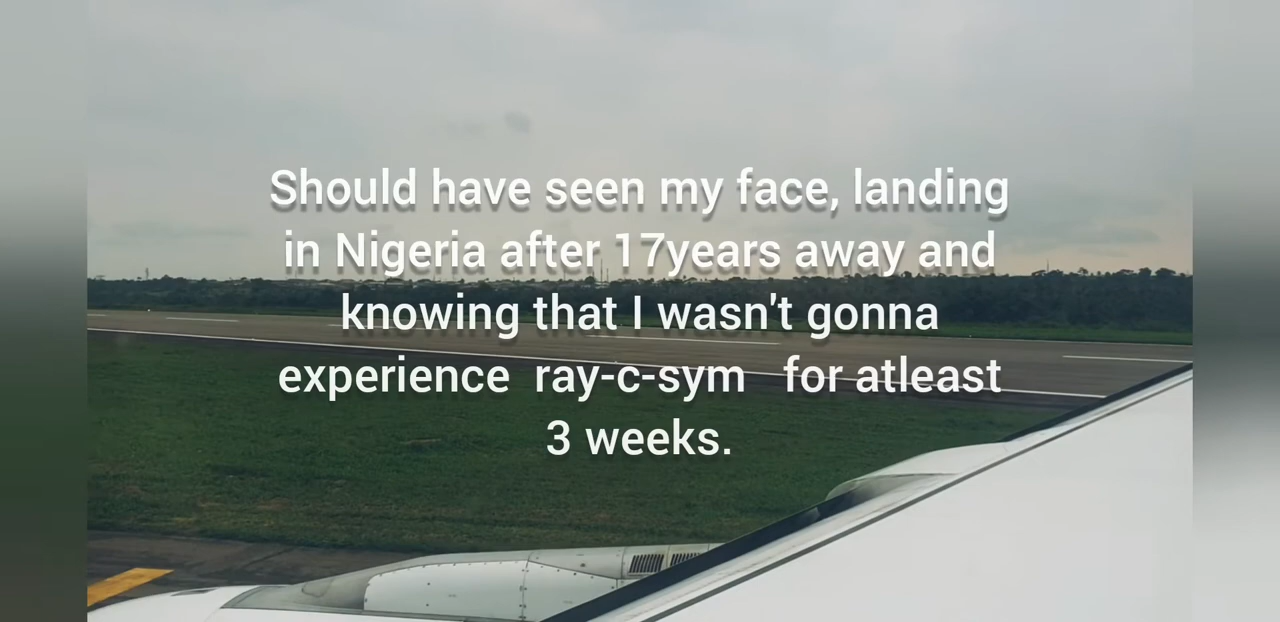 Should have seen my face, landing
in Nigeria after 17years away and
knowing that I wasn't gonna
experience  ray-c-sym   for atleast
3 weeks.